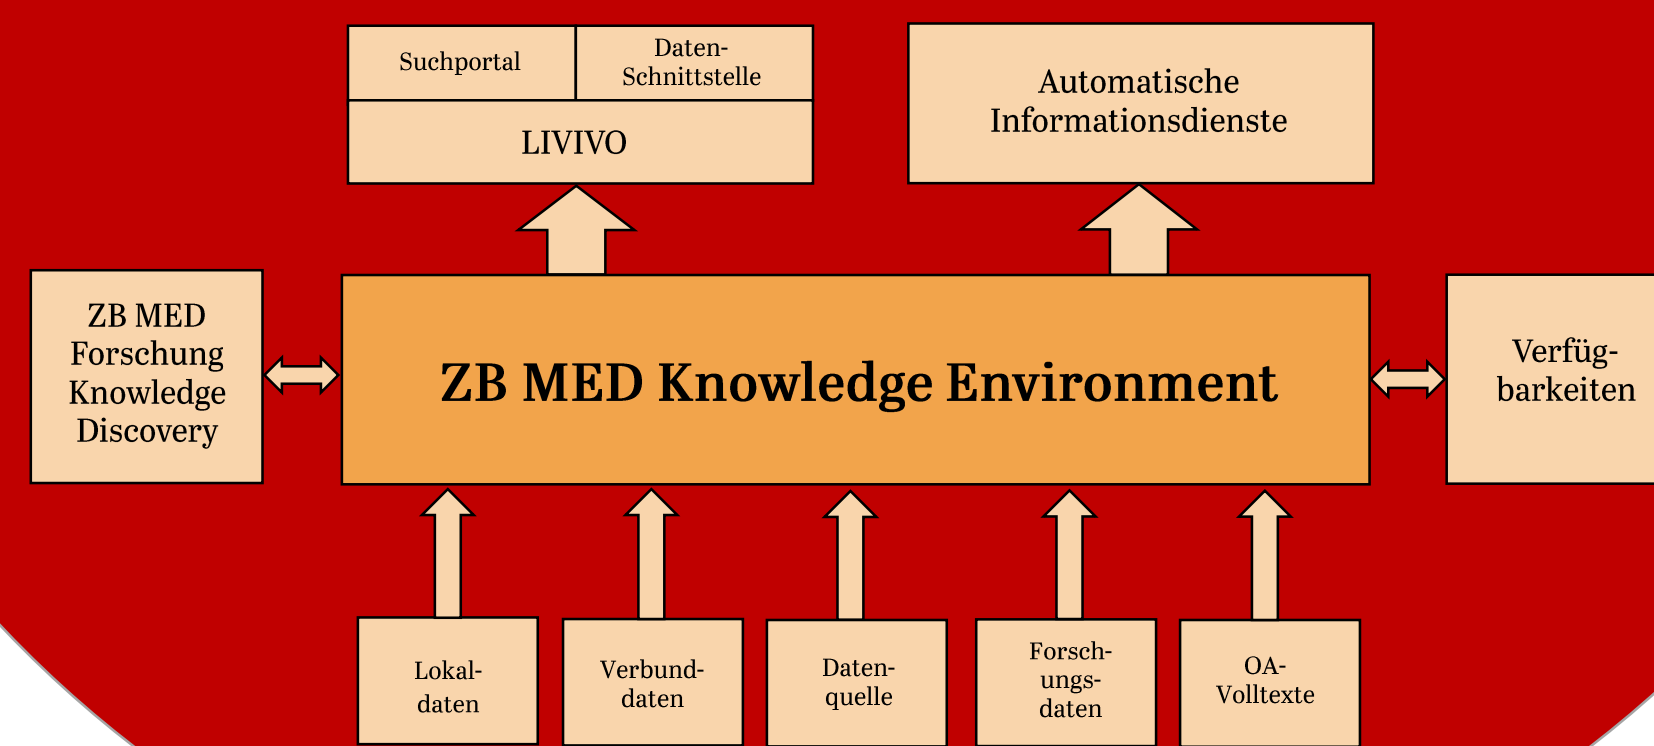 Suchportal
Daten-
Schnittstelle
LIVIVO
Automatische
Informationsdienste
ZB MED
Forschung
Knowledge
Discovery
ZB MED Knowledge Environment
Verfüg-
barkeiten
Lokal-
daten
Verbund-
daten
Daten-
quelle
Forsch-
ungs-
daten
OA-
Volltexte